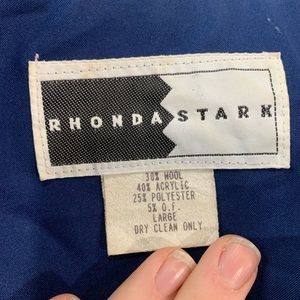 RHONDA STARK
30% WOOL
40% ACRYLIC
25% POLYESTER
5% O.F.
LARGE
DRY CLEAN ONLY